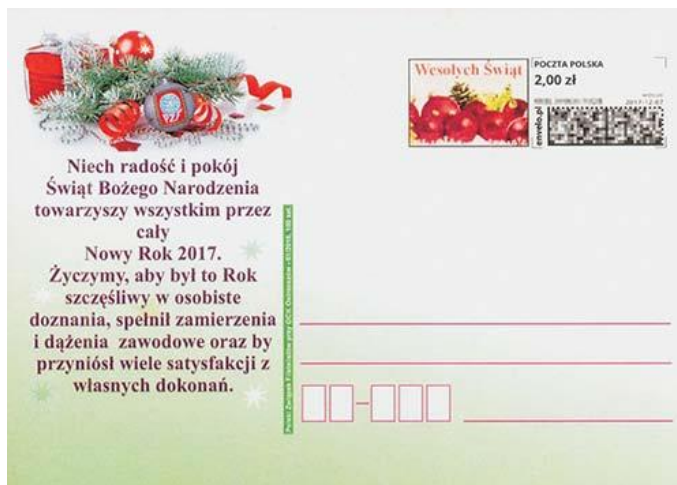 Niech radość i pokój
Świąt Bożego Narodzenia
towarzyszy wszystkim przez
cały
Nowy Rok 2017.
Życzymy, aby był to Rok
szczęśliwy w osobiste
doznania, spełnił zamierzenia
i dążenia zawodowe oraz by
przyniósł wiele satysfakcji z
własnych dokonań.
Wesołych Świąt
POCZTA POLSKA
2,00 zł
envelo.pl